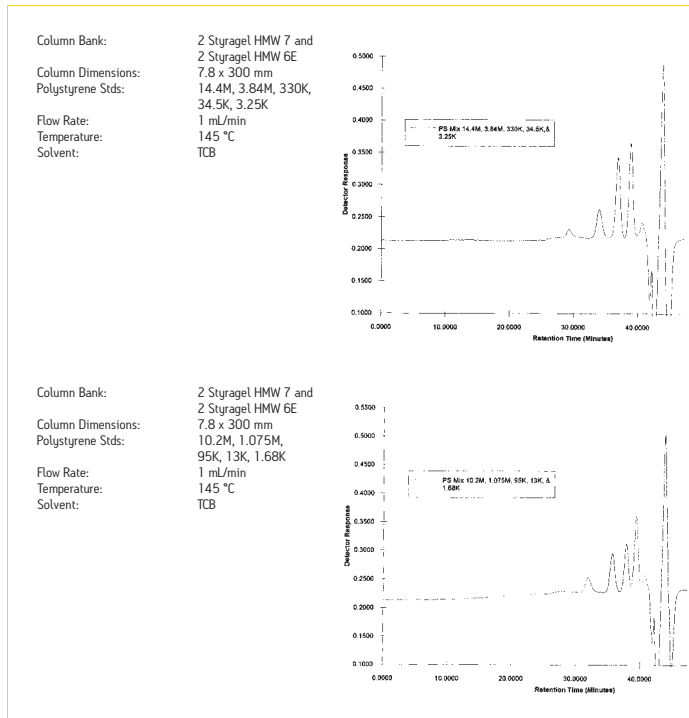 Column Bank: 2 Styragel HMW 7 and
2 Styragel HMW 6E
Column Dimensions: 7.8 x 300 mm
Polystyrene Stds: 14.4M, 3.84M, 330K,
34.5K, 3.25K
Flow Rate: 1 mL/min
Temperature: 145 °C
Solvent: TCB
0.5000
0.4500
0.4000
0.3500
0.3000
0.2500
0.2000
0.1500
0.1000
Detector Response
PS Mix 14.4M, 3.84M, 330K, 34.5K,&
3.25K
0.0000 10.0000 20.0000 30.0000 40.0000
Retention Time (Minutes)
Column Bank: 2 Styragel HMW 7 and
2 Styragel HMW 6E
Column Dimensions: 7.8 x 300 mm
Polystyrene Stds: 10.2M, 1.075M,
95K, 13K, 1.68K
Flow Rate: 1 mL/min
Temperature: 145 °C
Solvent: TCB
0.5500
0.5000
0.4500
0.4000
0.3500
0.3000
0.2500
0.2000
0.1500
0.1000
Detector Response
PS Mix 10.2M, 1.075M, 95K, 13K, &
1.68K
0.0000 10.0000 20.0000 30.0000 40.0000
Retention Time (Minutes)